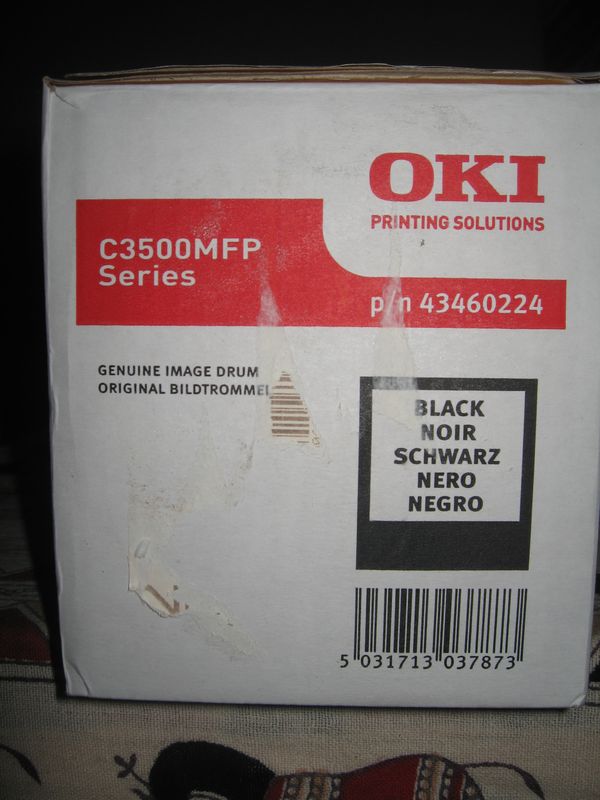 OKI
PRINTING SOLUTIONS
C3500MFP
Series
p/n 43460224
GENUINE IMAGE DRUM
ORIGINAL BILDTROMMEL
BLACK
NOIR
SCHWARZ
NERO
NEGRO
5 031713 037873